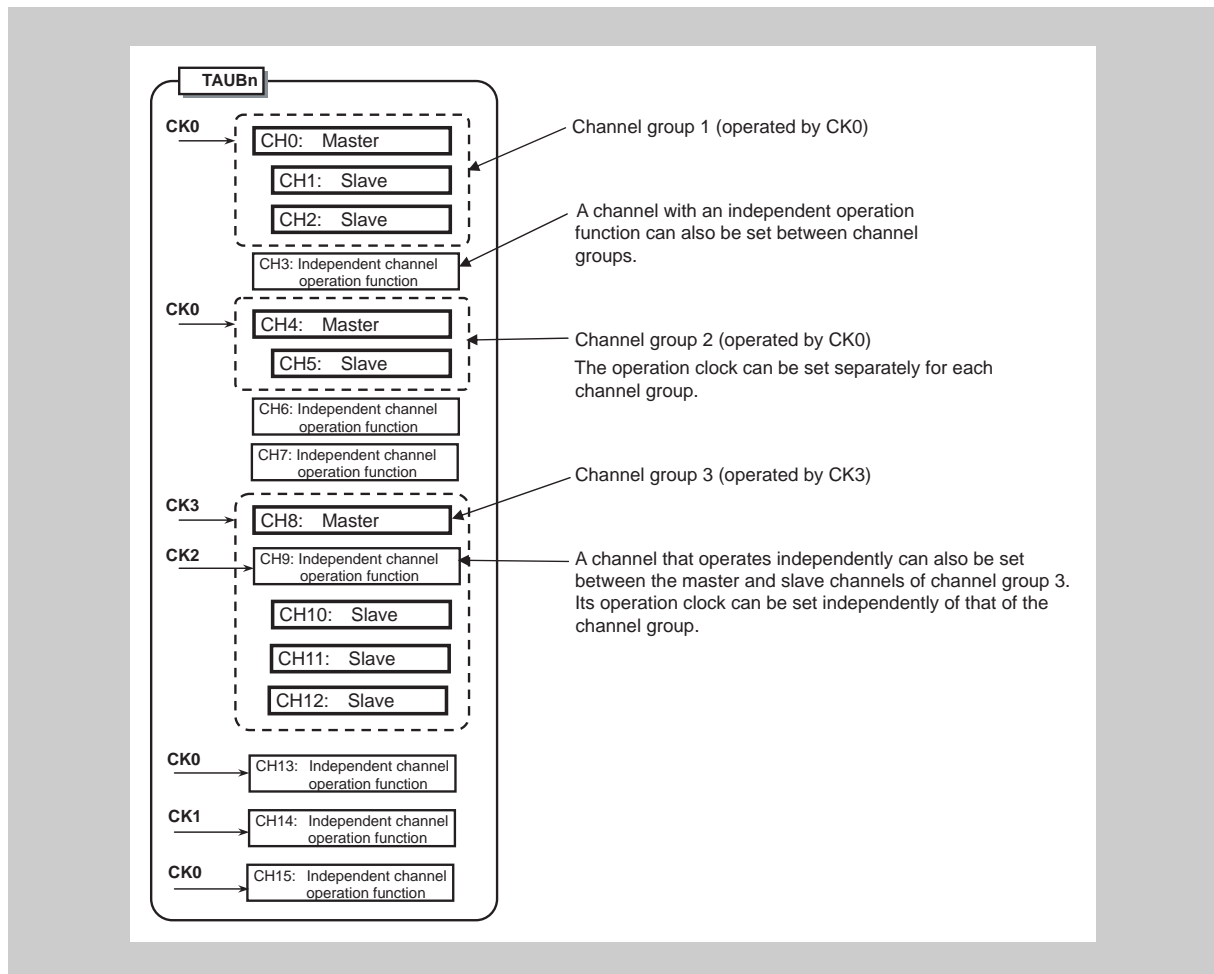 TAUBn
CK0
CH0: Master
CH1: Slave
CH2: Slave
Channel group 1 (operated by CK0)
CH3: Independent channel
operation function
A channel with an independent operation
function can also be set between channel
groups.
CK0
CH4: Master
CH5: Slave
Channel group 2 (operated by CK0)
The operation clock can be set separately for each
channel group.
CH6: Independent channel
operation function
CH7: Independent channel
operation function
Channel group 3 (operated by CK3)
CK3
CH8: Master
CK2
CH9: Independent channel
operation function
A channel that operates independently can also be set
between the master and slave channels of channel group 3.
Its operation clock can be set independently of that of the
channel group.
CH10: Slave
CH11: Slave
CH12: Slave
CK0
CH13: Independent channel
operation function
CK1
CH14: Independent channel
operation function
CK0
CH15: Independent channel
operation function